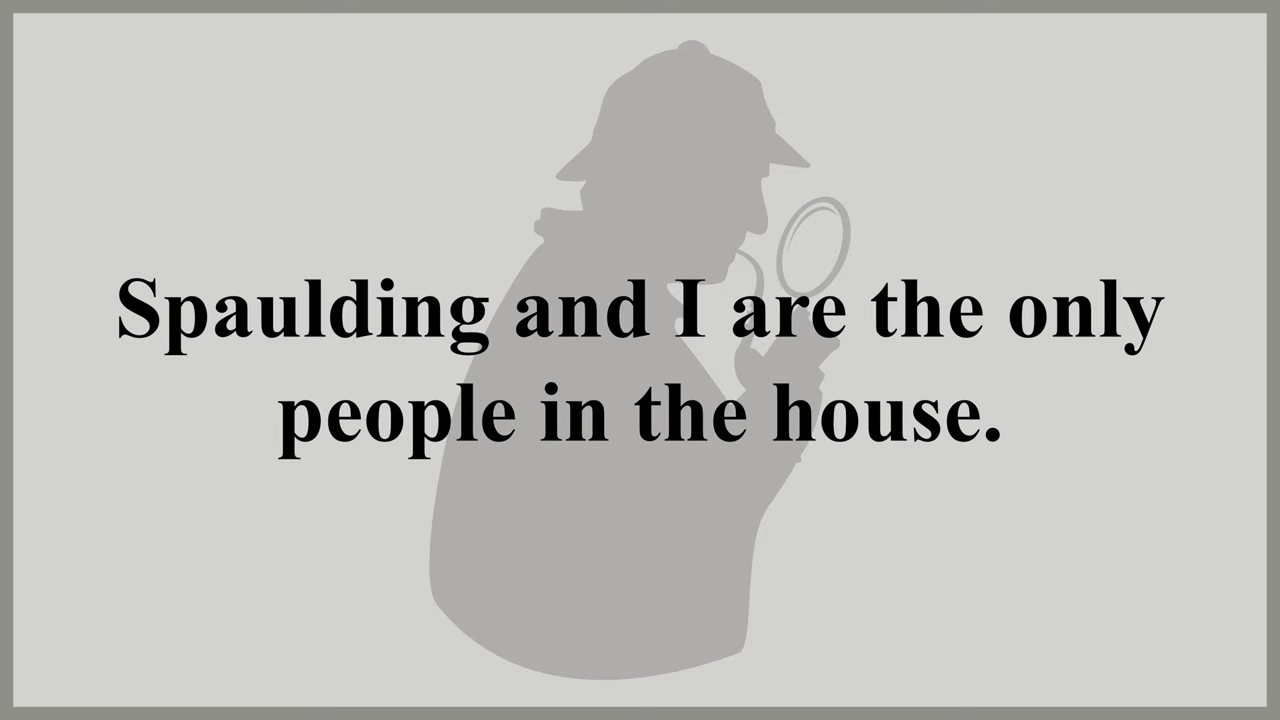 Spaulding and I are the only
people in the house.